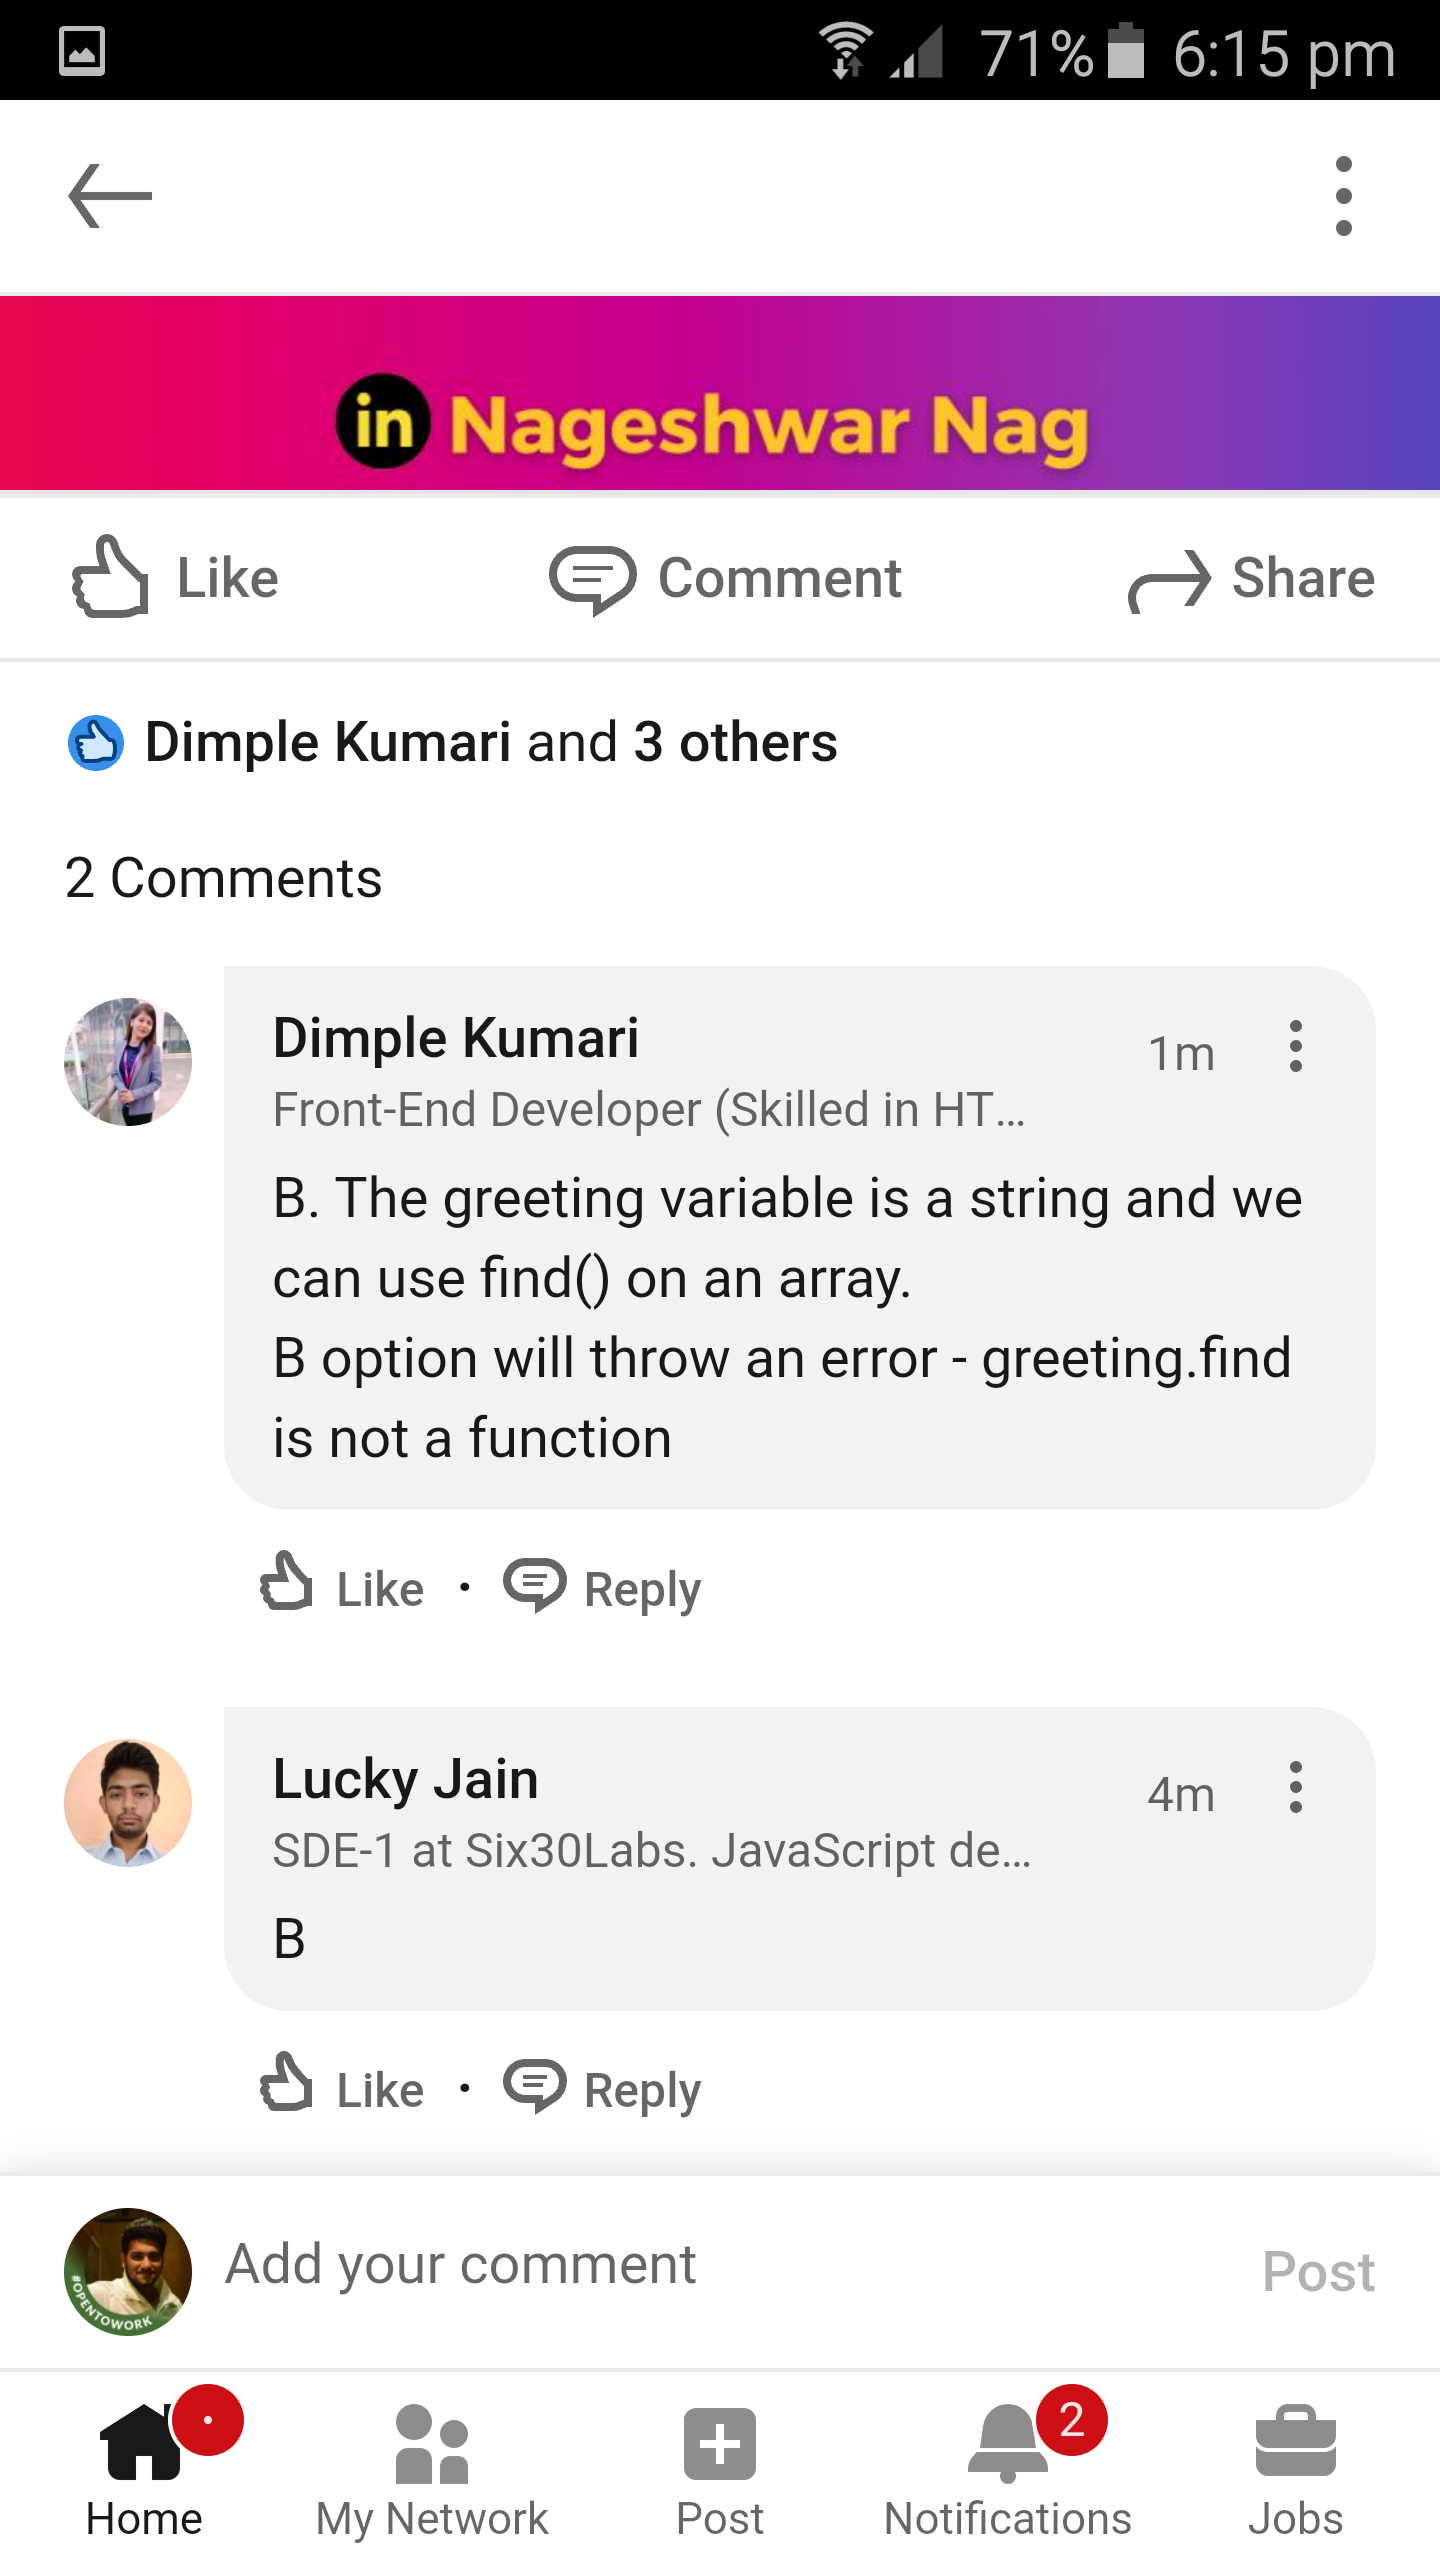 71% 6:15 pm
in Nageshwar Nag
Like Comment Share
Dimple Kumari and 3 others
2 Comments
Dimple Kumari 1m
Front-End Developer (Skilled in HT...
B. The greeting variable is a string and we
can use find() on an array.
B option will throw an error - greeting.find
is not a function
Like • Reply
Lucky Jain 4m
SDE-1 at Six30Labs. JavaScript de...
B
Like • Reply
#OPENTOWORK
Add your comment Post
2
Home My Network Post Notifications Jobs